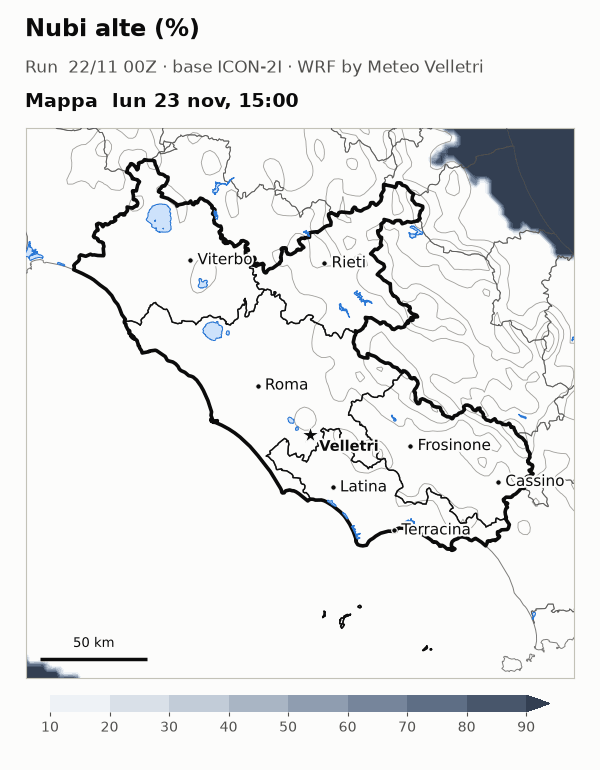 Nubi alte (%)
Run  22/11 00Z · base ICON-2I · WRF by Meteo Velletri
Mappa  lun 23 nov, 15:00
Viterbo
Rieti
Roma
Velletri
Frosinone
Latina
Cassino
Terracina
50 km
10 20 30 40 50 60 70 80 90